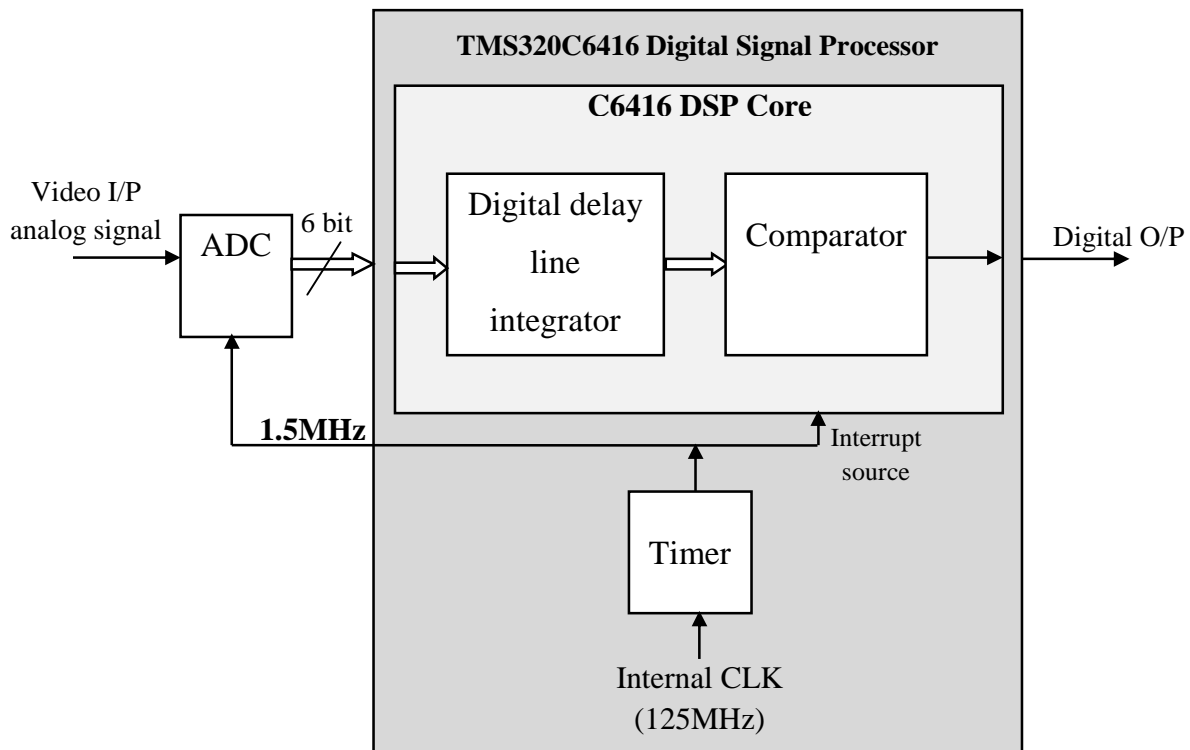 TMS320C6416 Digital Signal Processor
C6416 DSP Core
Video I/P
analog signal
ADC
6 bit
Digital delay
line
integrator
Comparator
Digital O/P
1.5MHz
Interrupt
source
Timer
Internal CLK
(125MHz)